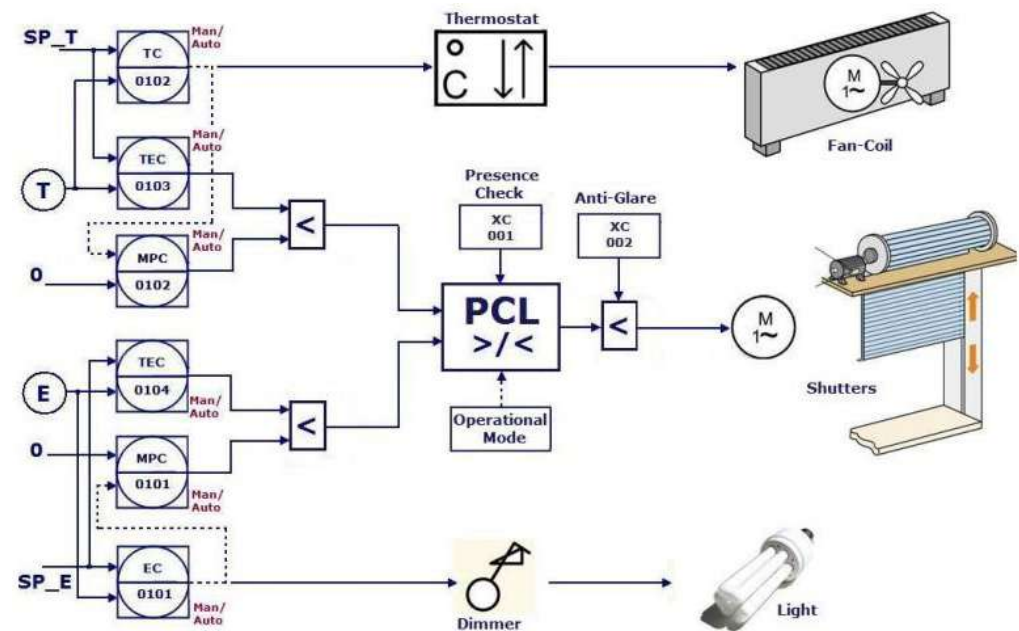 Thermostat
SP_T
TC
0102
Man/
Auto
° C
M
1~
Fan-Coil
T
TEC
0103
Man/
Auto
<
Presence
Check
XC
001
Anti-Glare
XC
002
0
MPC
0102
Man/
Auto
PCL
>/<
<
M
1~
Shutters
E
TEC
0104
Man/
Auto
<
Operational
Mode
0
MPC
0101
Man/
Auto
SP_E
EC
0101
Man/
Auto
Dimmer
Light